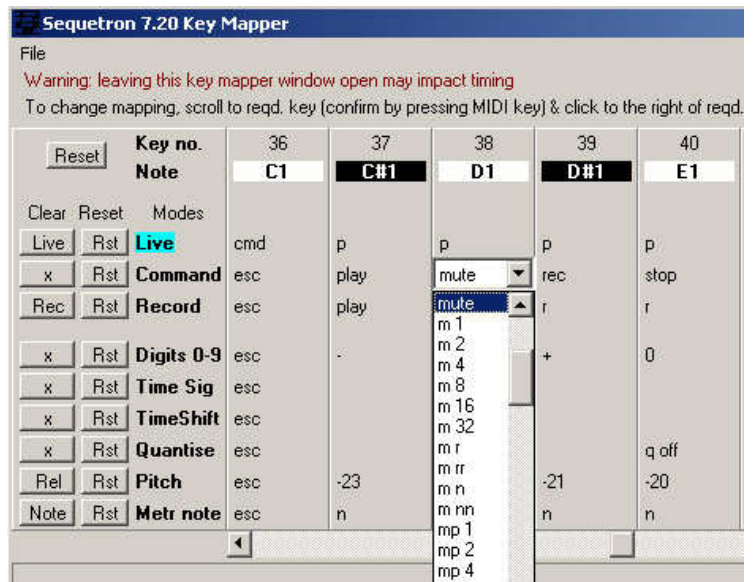 Sequetron 7.20 Key Mapper
File
Warning: leaving this key mapper window open may impact timing
To change mapping, scroll to reqd. key (confirm by pressing MIDI key) & click to the right of reqd.
Reset Key no. 36 37 38 39 40
Note C1 C#1 D1 D#1 E1
Clear Reset Modes
Live Rst Live cmd p p p p
x Rst Command esc play mute rec stop
Rec Rst Record esc play mute r r
m 1
m 2
x Rst Digits 0-9 esc - m 4 + 0
m 8
x Rst Time Sig esc m 16
x Rst TimeShift esc m 32
x Rst Quantise esc m r q off
m rr
Rel Rst Pitch esc -23 m n -21 -20
Note Rst Metr note esc n m nn n n
mp 1
mp 2
mp 4